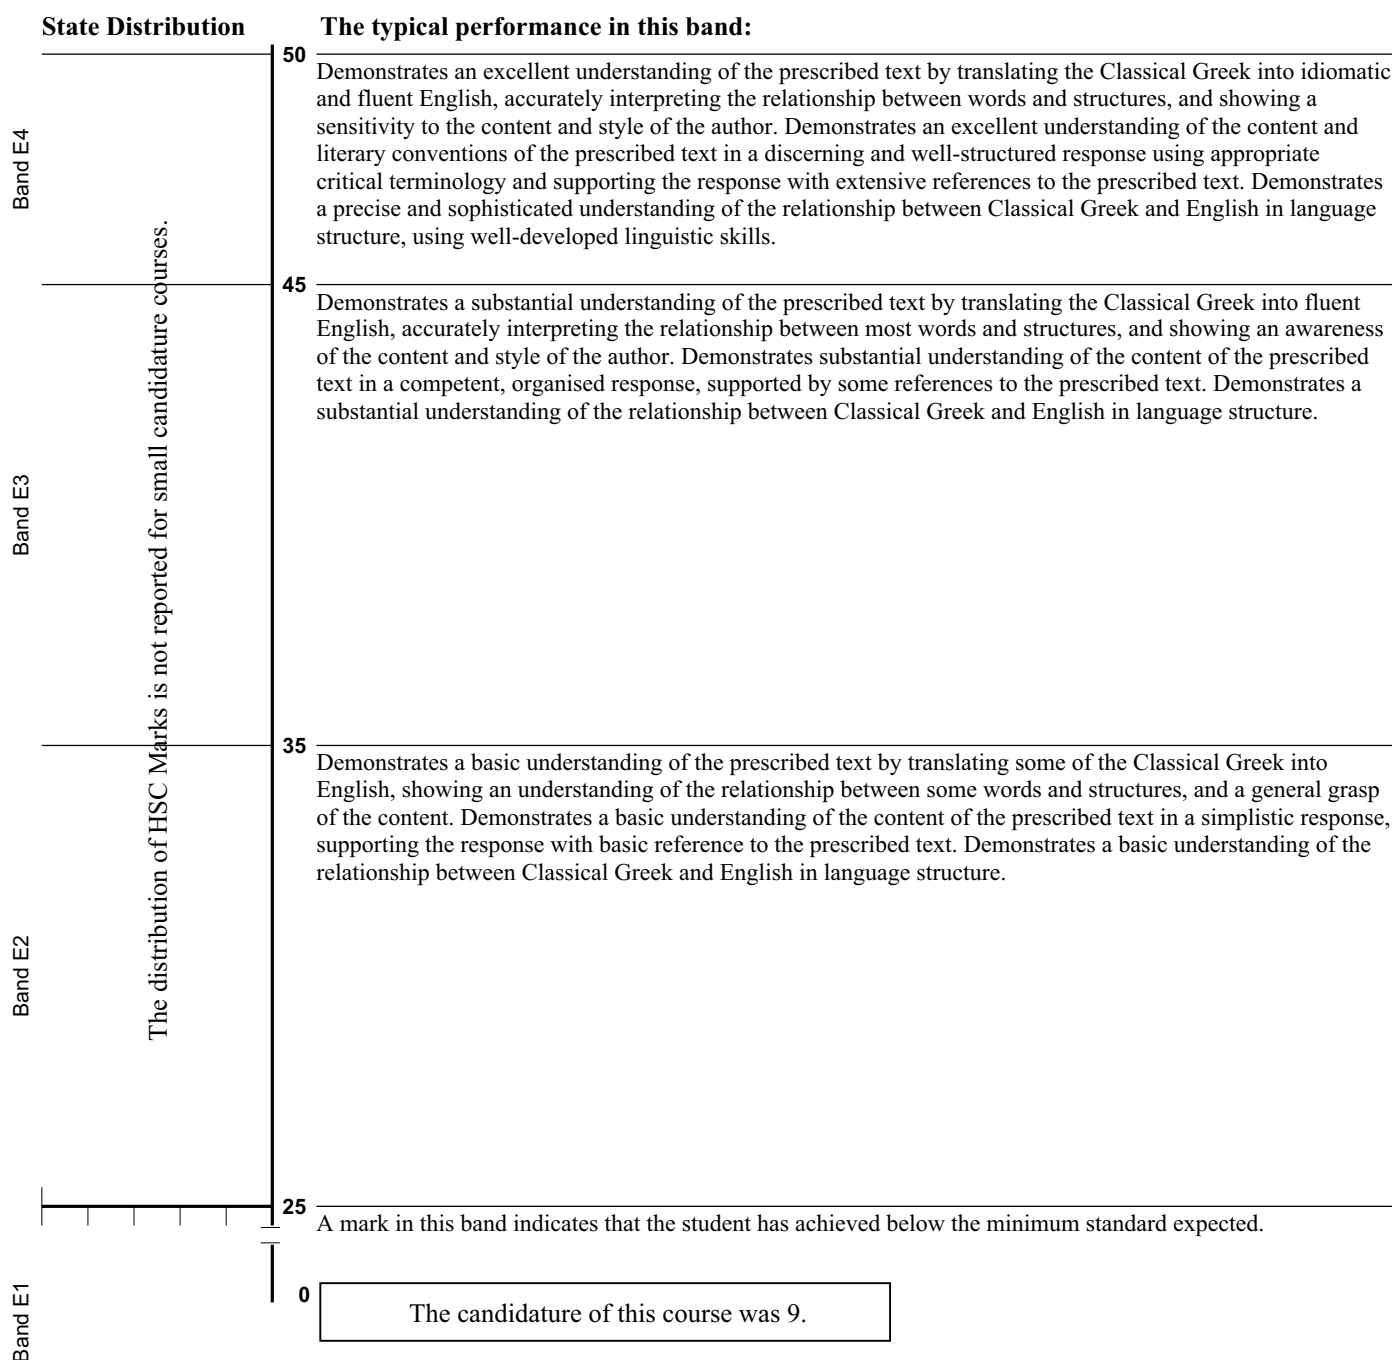 State Distribution
The typical performance in this band:
Band E4
50
Demonstrates an excellent understanding of the prescribed text by translating the Classical Greek into idiomatic
and fluent English, accurately interpreting the relationship between words and structures, and showing a
sensitivity to the content and style of the author. Demonstrates an excellent understanding of the content and
literary conventions of the prescribed text in a discerning and well-structured response using appropriate
critical terminology and supporting the response with extensive references to the prescribed text. Demonstrates
a precise and sophisticated understanding of the relationship between Classical Greek and English in language
structure, using well-developed linguistic skills.
The distribution of HSC Marks is not reported for small candidature courses.
Band E3
45
Demonstrates a substantial understanding of the prescribed text by translating the Classical Greek into fluent
English, accurately interpreting the relationship between most words and structures, and showing an awareness
of the content and style of the author. Demonstrates substantial understanding of the content of the prescribed
text in a competent, organised response, supported by some references to the prescribed text. Demonstrates a
substantial understanding of the relationship between Classical Greek and English in language structure.
Band E2
35
Demonstrates a basic understanding of the prescribed text by translating some of the Classical Greek into
English, showing an understanding of the relationship between some words and structures, and a general grasp
of the content. Demonstrates a basic understanding of the content of the prescribed text in a simplistic response,
supporting the response with basic reference to the prescribed text. Demonstrates a basic understanding of the
relationship between Classical Greek and English in language structure.
Band E1
25
A mark in this band indicates that the student has achieved below the minimum standard expected.
0
The candidature of this course was 9.